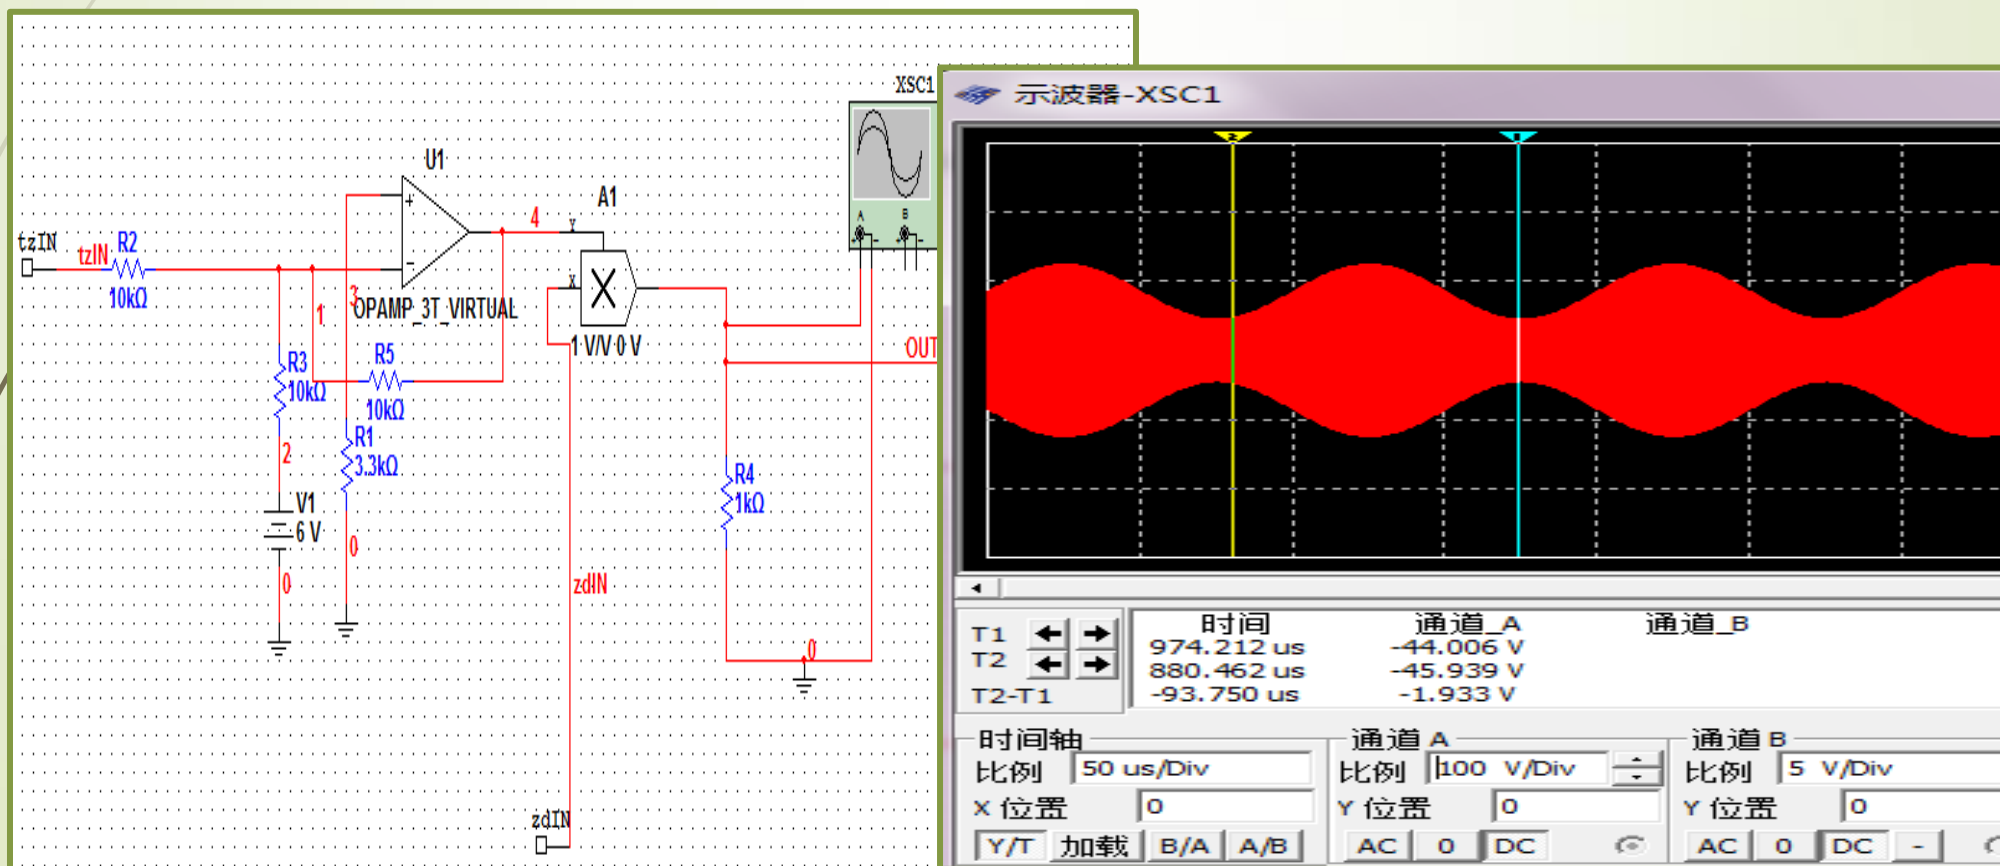 XSC1
A B
U1
A1
4
Y
X
tzIN
tzIN
R2
10kΩ
1
3
OPAMP_3T_VIRTUAL
1 V/V 0 V
OUT
R3
10kΩ
R5
10kΩ
R1
3.3kΩ
2
V1
6 V
0
0
R4
1kΩ
zdIN
0
zdIN
示波器-XSC1
2 1
时间 通道_A 通道_B
T1 974.212 us -44.006 V
T2 880.462 us -45.939 V
T2-T1 -93.750 us -1.933 V
时间轴 通道 A 通道 B
比例 50 us/Div 比例 100 V/Div 比例 5 V/Div
X 位置 0 Y 位置 0 Y 位置 0
Y/T 加载 B/A A/B AC 0 DC AC 0 DC -